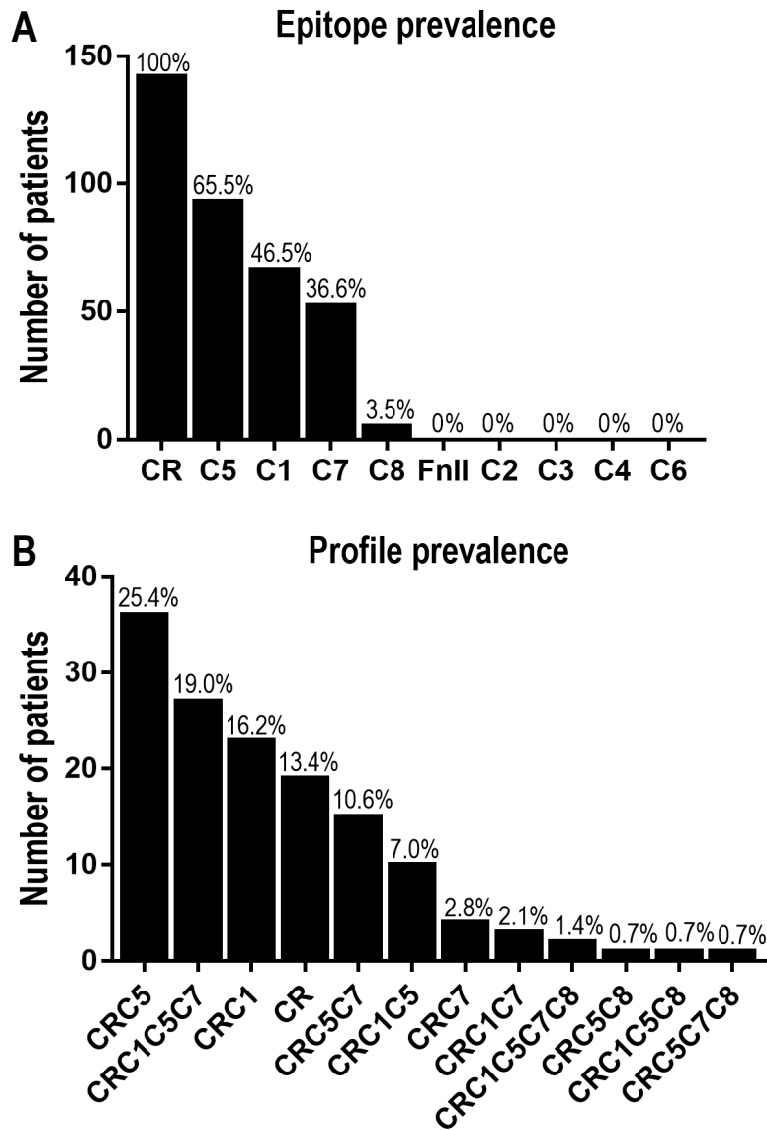 A
Epitope prevalence
Number of patients
150
100
50
0
100%
65.5%
46.5%
36.6%
3.5%
0%
0%
0%
0%
0%
CR C5 C1 C7 C8 FnII C2 C3 C4 C6
B
Profile prevalence
Number of patients
40
30
20
10
0
25.4%
19.0%
16.2%
13.4%
10.6%
7.0%
2.8%
2.1%
1.4%
0.7%
0.7%
0.7%
CRC5
CRC1C5C7
CRC1
CR
CRC5C7
CRC1C5
CRC7
CRC1C7
CRC1C5C7C8
CRC5C8
CRC1C5C8
CRC5C7C8